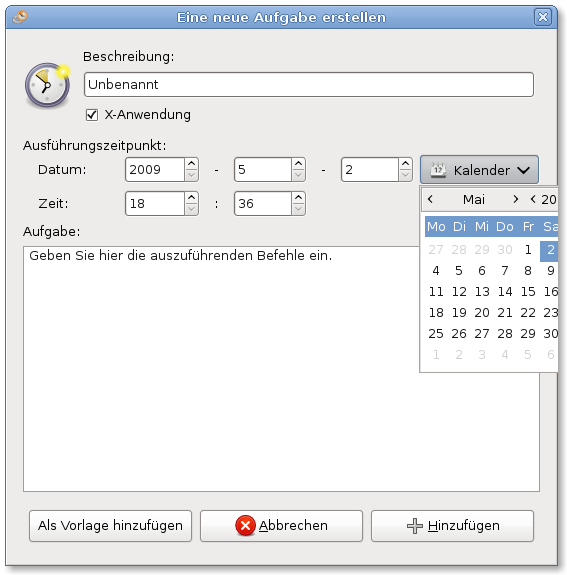 Eine neue Aufgabe erstellen
Beschreibung:
Unbenannt
X-Anwendung
Ausführungszeitpunkt:
Datum: 2009 - 5 - 2 Kalender
Zeit: 18 : 36
Mai 20
Mo Di Mi Do Fr Sa
27 28 29 30 1 2
4 5 6 7 8 9
11 12 13 14 15 16
18 19 20 21 22 23
25 26 27 28 29 30
1 2 3 4 5 6
Aufgabe:
Geben Sie hier die auszuführenden Befehle ein.
Als Vorlage hinzufügen Abbrechen Hinzufügen